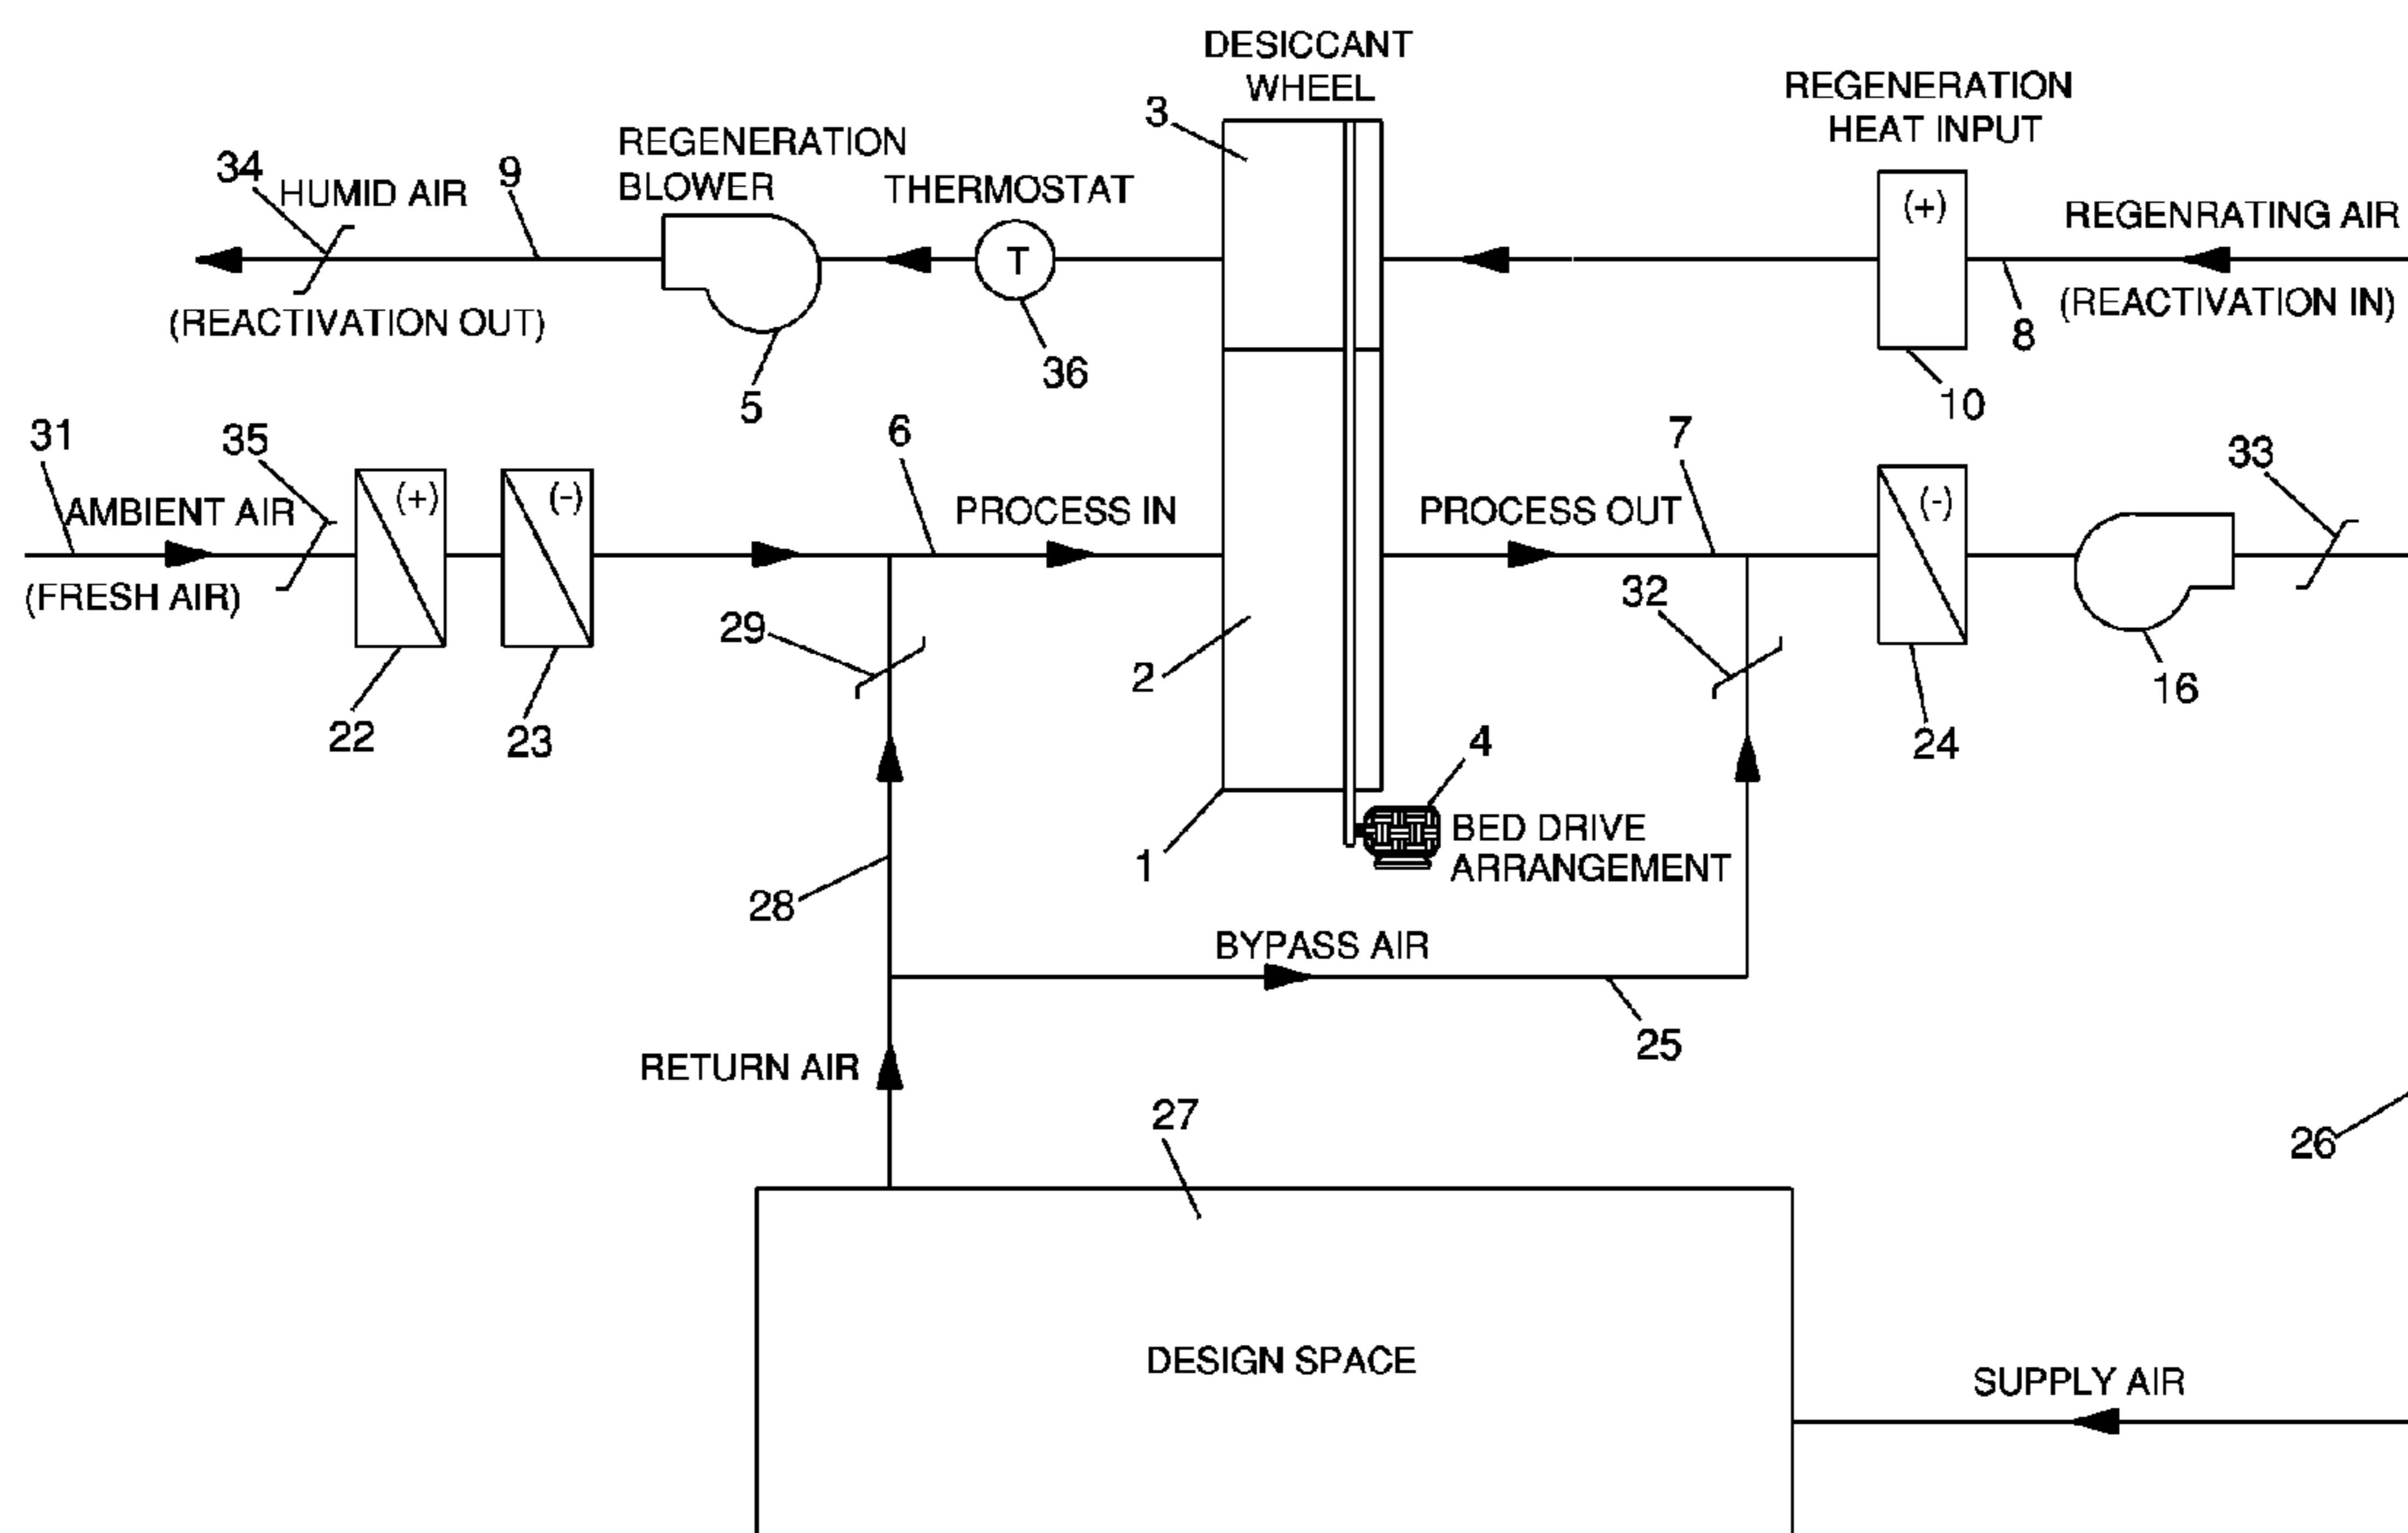 DESICCANT
WHEEL
3
REGENERATION
HEAT INPUT
REGENERATION
BLOWER
34
HUMID AIR
9
THERMOSTAT
(+)
REGENRATING AIR
T
(REACTIVATION OUT)
(REACTIVATION IN)
8
36
5
10
31
35
6
7
33
AMBIENT AIR
(+)
(-)
PROCESS IN
PROCESS OUT
(-)
(FRESH AIR)
29
32
2
16
22
23
24
4
BED DRIVE
ARRANGEMENT
1
28
BYPASS AIR
25
RETURN AIR
27
26
DESIGN SPACE
SUPPLY AIR